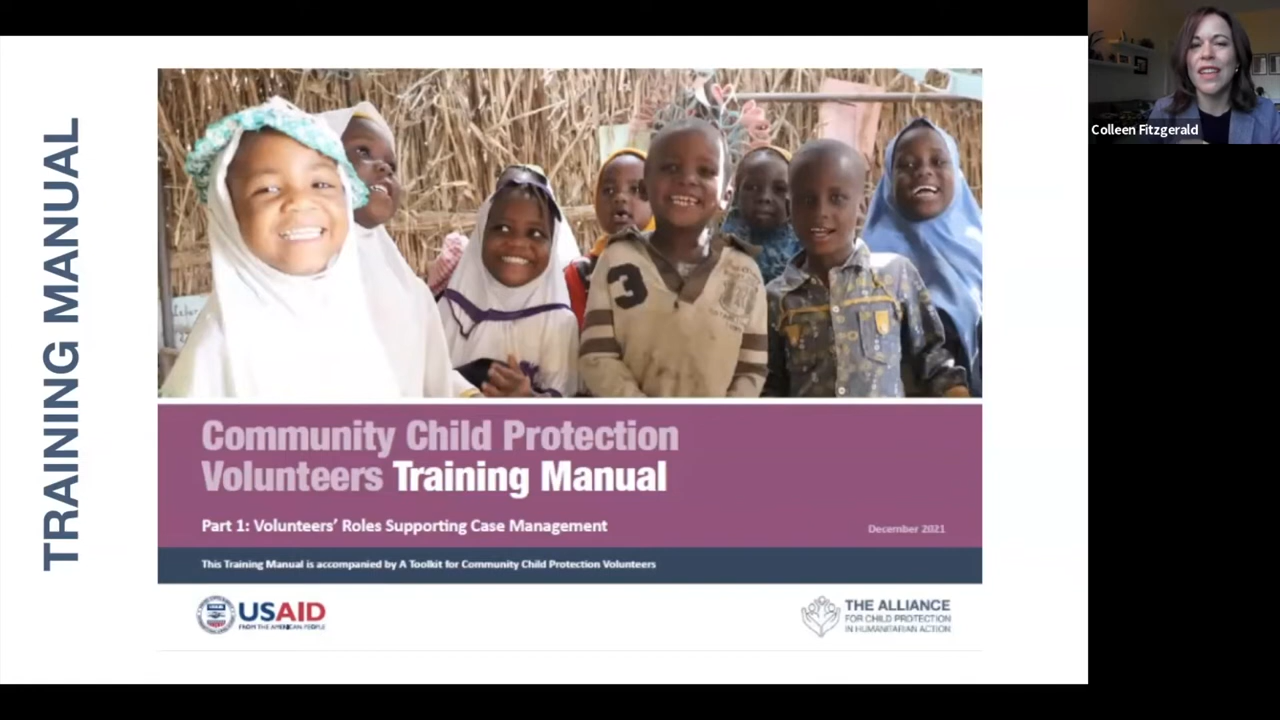 TRAINING MANUAL
Community Child Protection
Volunteers Training Manual
Part 1: Volunteers' Roles Supporting Case Management
December 2021
This Training Manual is accompanied by A Toolkit for Community Child Protection Volunteers
USAID
FROM THE AMERICAN PEOPLE
THE ALLIANCE
FOR CHILD PROTECTION
IN HUMANITARIAN ACTION
Colleen Fitzgerald
3